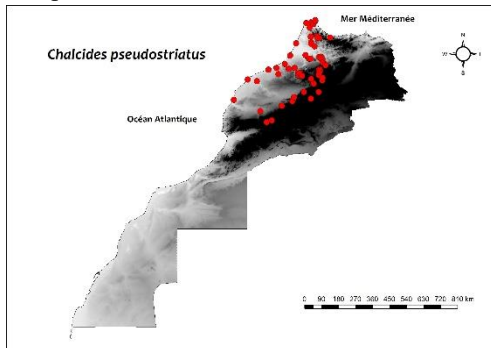 Mer Méditerranée
Chalcides pseudostriatus
N
W
E
S
Océan Atlantique
0 90 180 270 360 450 540 630 720 810 km